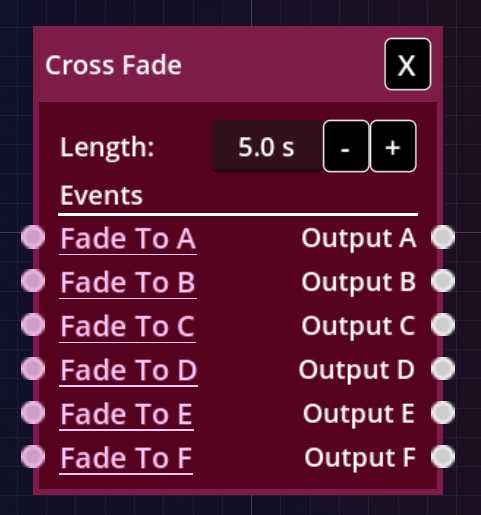 Cross Fade X
Length: 5.0 s - +
Events
Fade To A Output A
Fade To B Output B
Fade To C Output C
Fade To D Output D
Fade To E Output E
Fade To F Output F